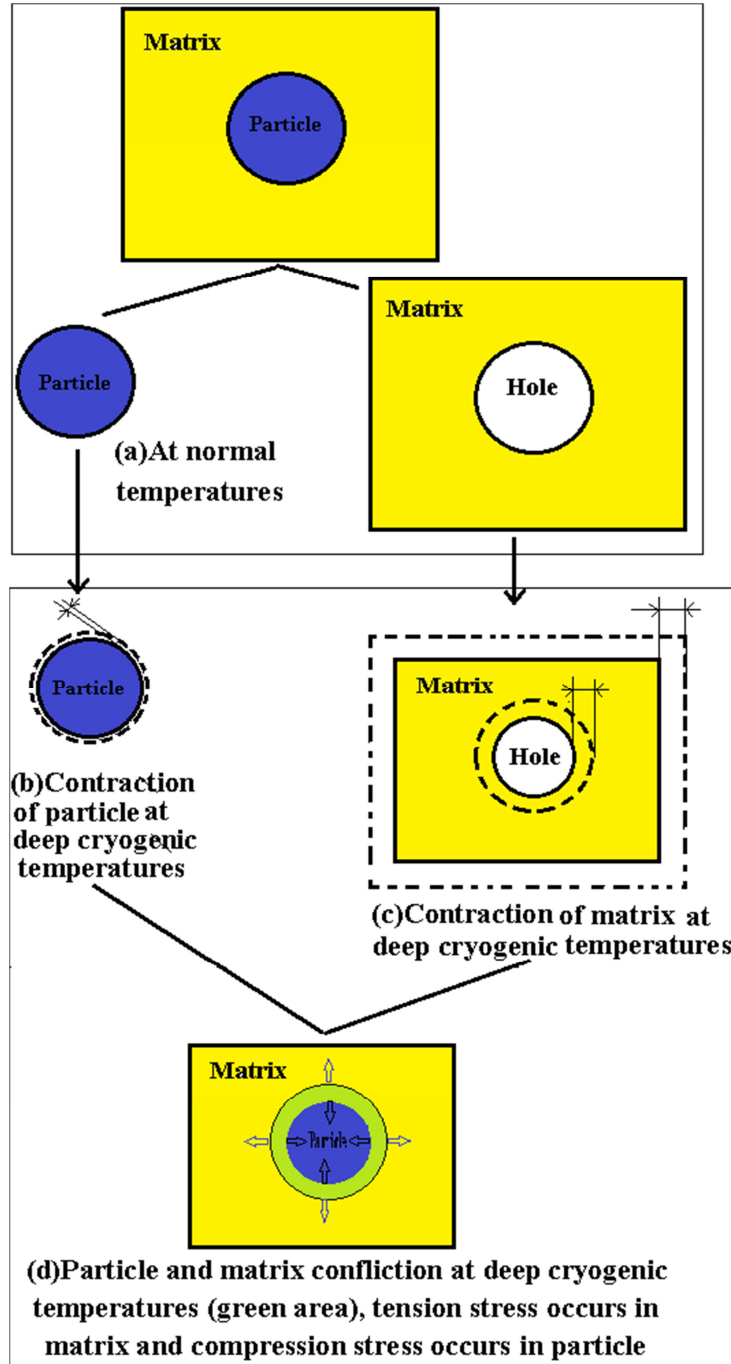 Matrix
Particle
Matrix
Particle
Hole
(a)At normal
temperatures
Particle
Matrix
Hole
(b)Contraction
of particle at
deep cryogenic
temperatures
(c)Contraction of matrix at
deep cryogenic temperatures
Matrix
Particle
(d)Particle and matrix confliction at deep cryogenic
temperatures (green area), tension stress occurs in
matrix and compression stress occurs in particle